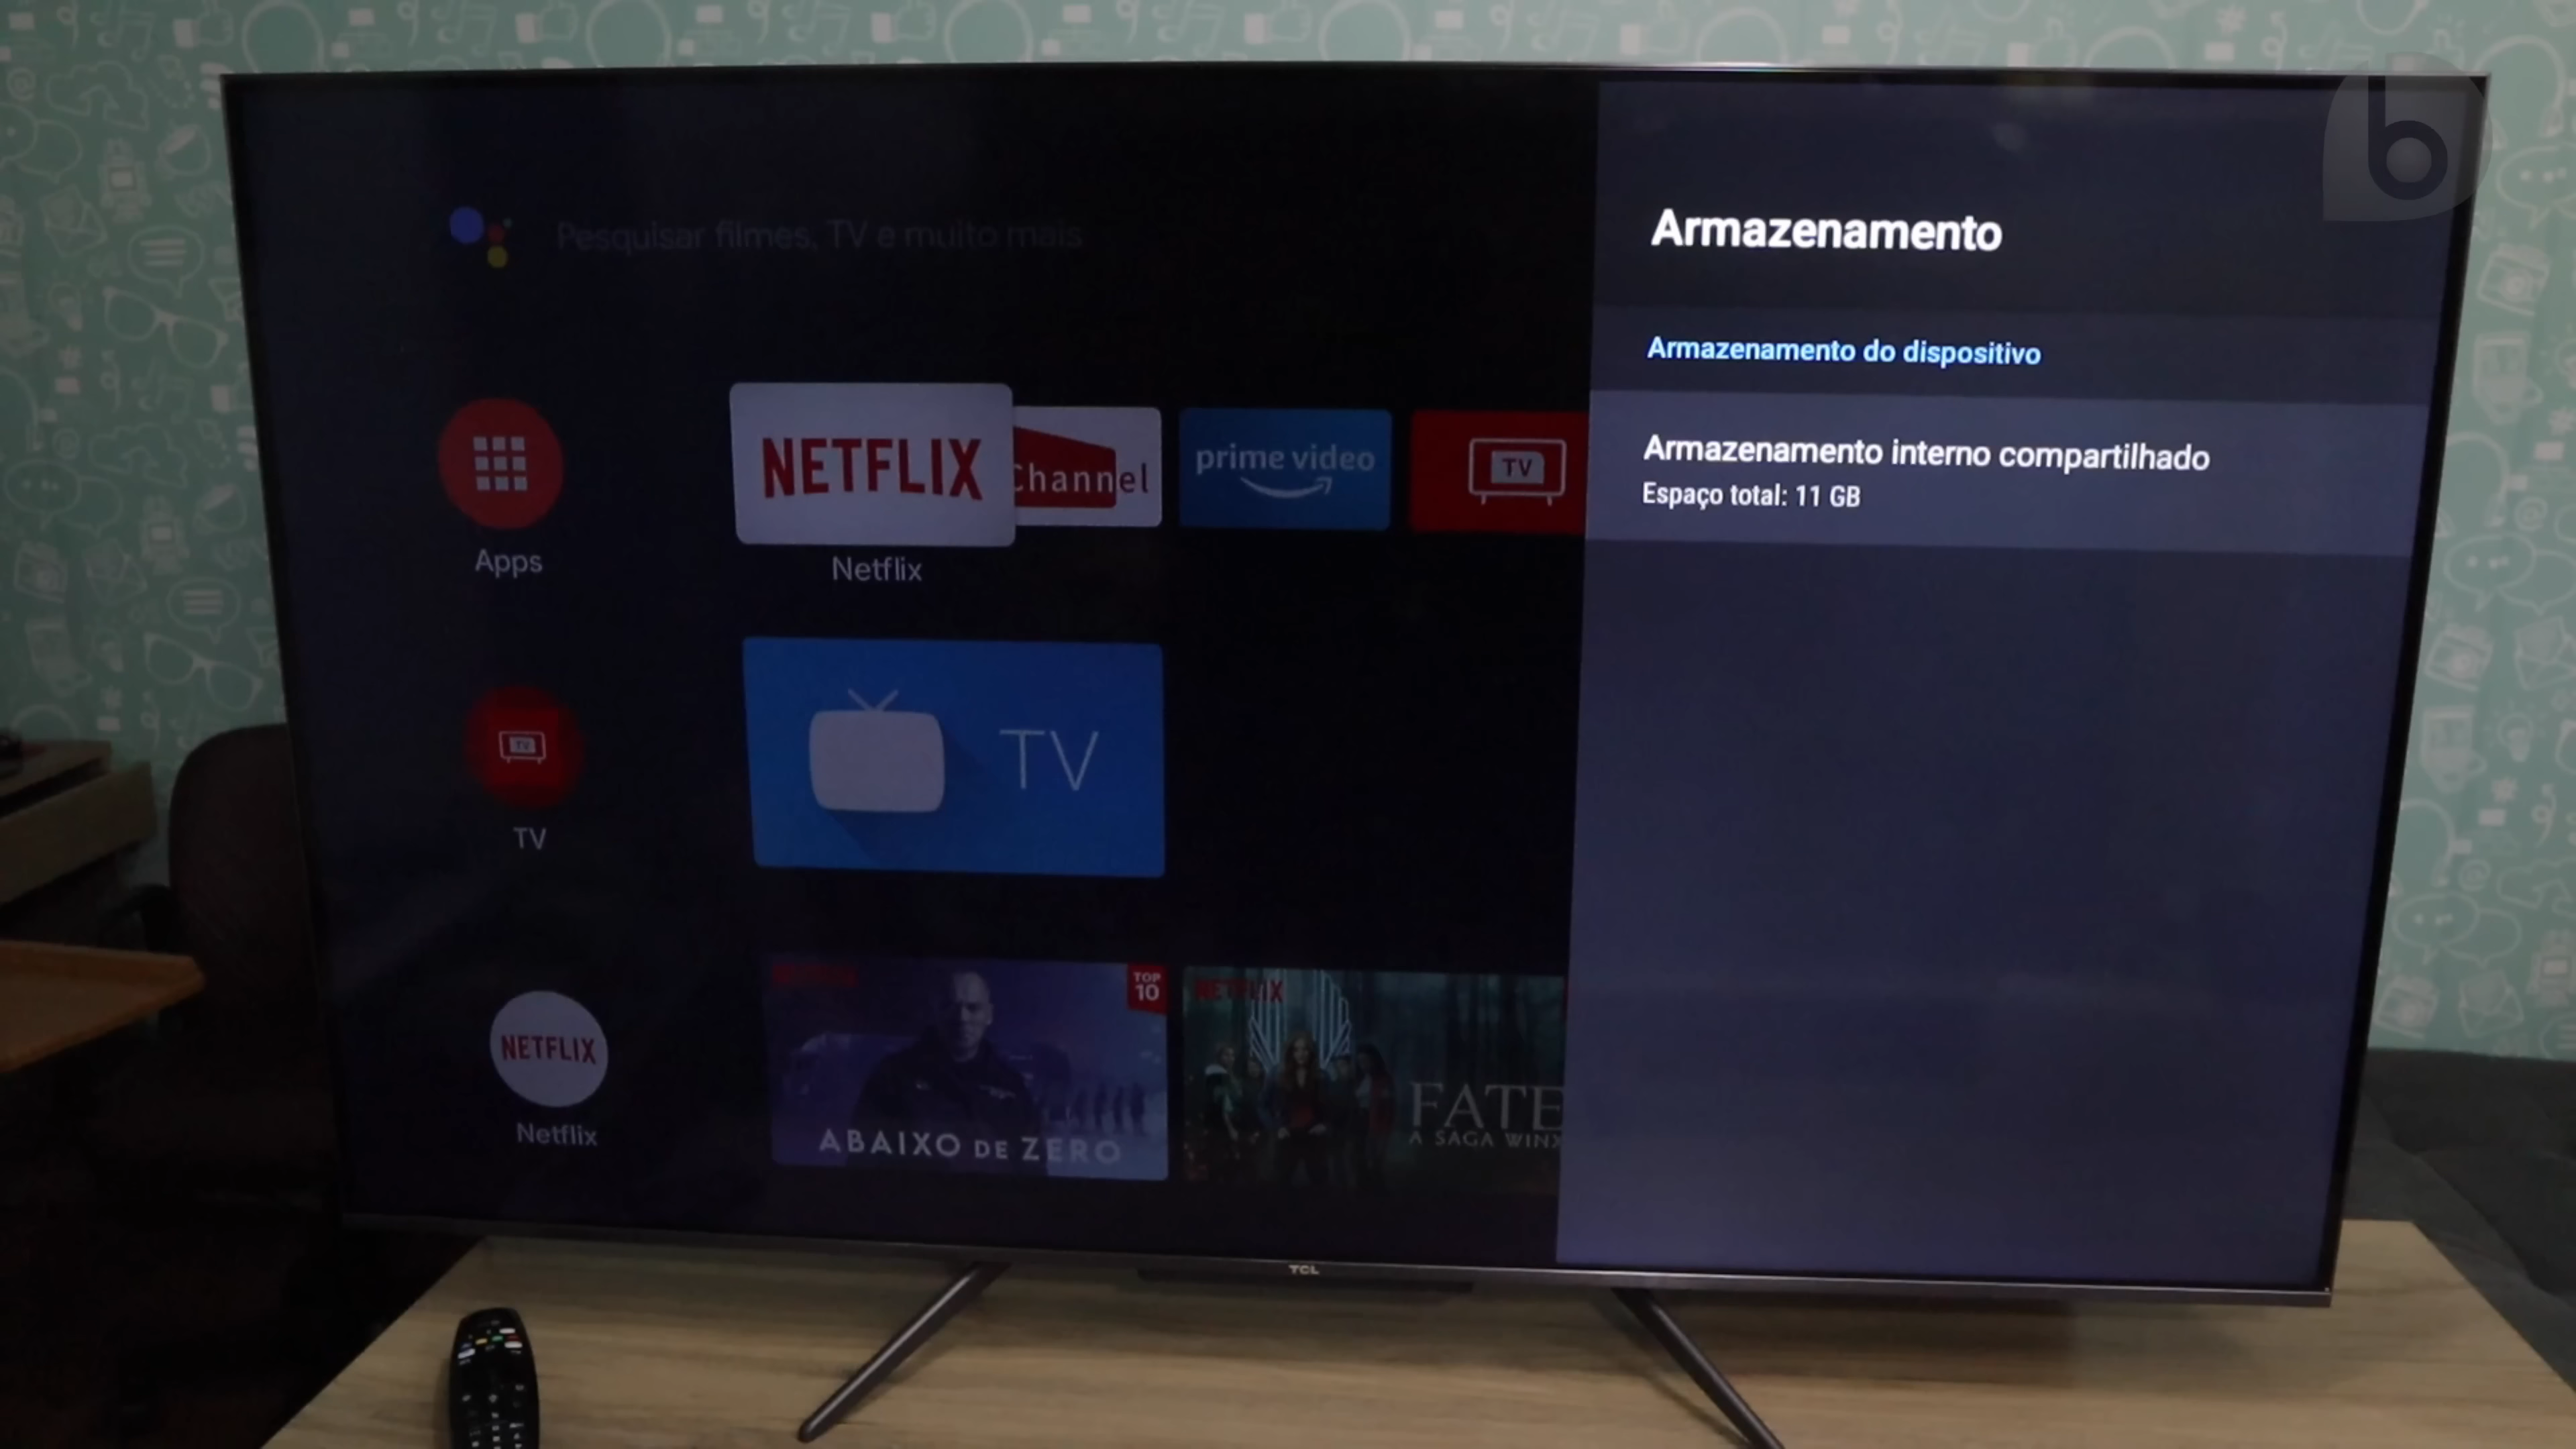 Pesquisar filmes, TV e muito mais
Apps
NETFLIX
Channel
prime video
TV
Netflix
TV
TV
TV
NETFLIX
Netflix
TOP
10
ABAIXO DE ZERO
NETFLIX
FATE
A SAGA WINX
Armazenamento
Armazenamento do dispositivo
Armazenamento interno compartilhado
Espaço total: 11 GB
TCL
b